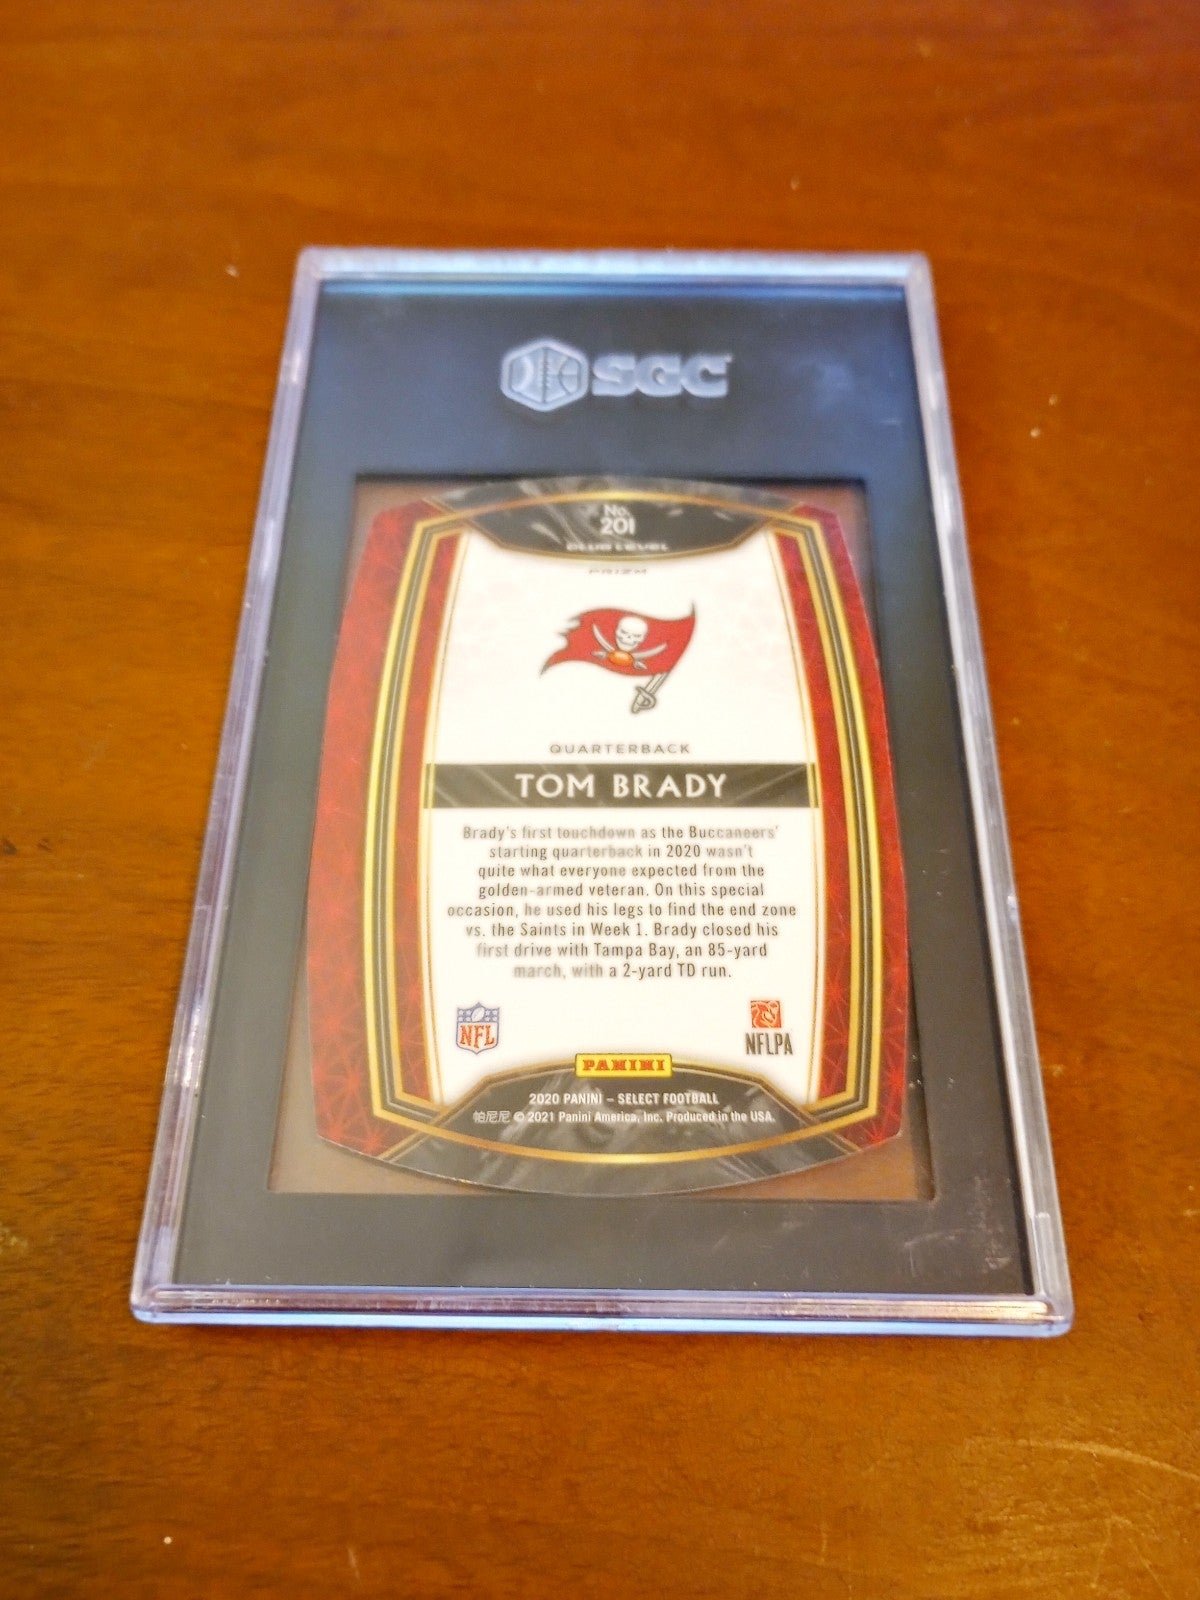 SGC
No.
201
CLUB LEVEL
PRIZM
QUARTERBACK
TOM BRADY
Brady's first touchdown as the Buccaneers'
starting quarterback in 2020 wasn't
quite what everyone expected from the
golden-armed veteran. On this special
occasion, he used his legs to find the end zone
vs. the Saints in Week 1. Brady closed his
first drive with Tampa Bay, an 85-yard
march, with a 2-yard TD run.
NFL
NFLPA
PANINI
2020 PANINI – SELECT FOOTBALL
帕尼尼 © 2021 Panini America, Inc. Produced in the USA.